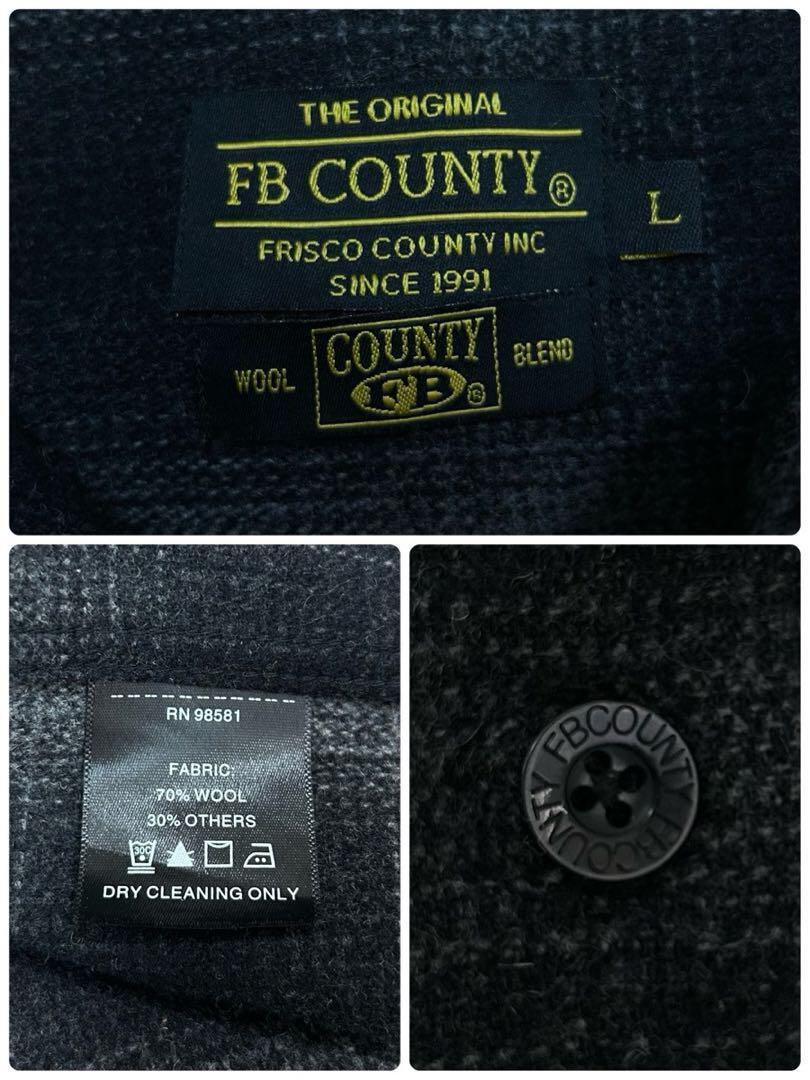 THE ORIGINAL
FB COUNTY®
FRISCO COUNTY INC
SINCE 1991
L
WOOL COUNTY BLEND
FB®
RN 98581
FABRIC:
70% WOOL
30% OTHERS
30C
DRY CLEANING ONLY
FBCOUNTY FBCOUNTY